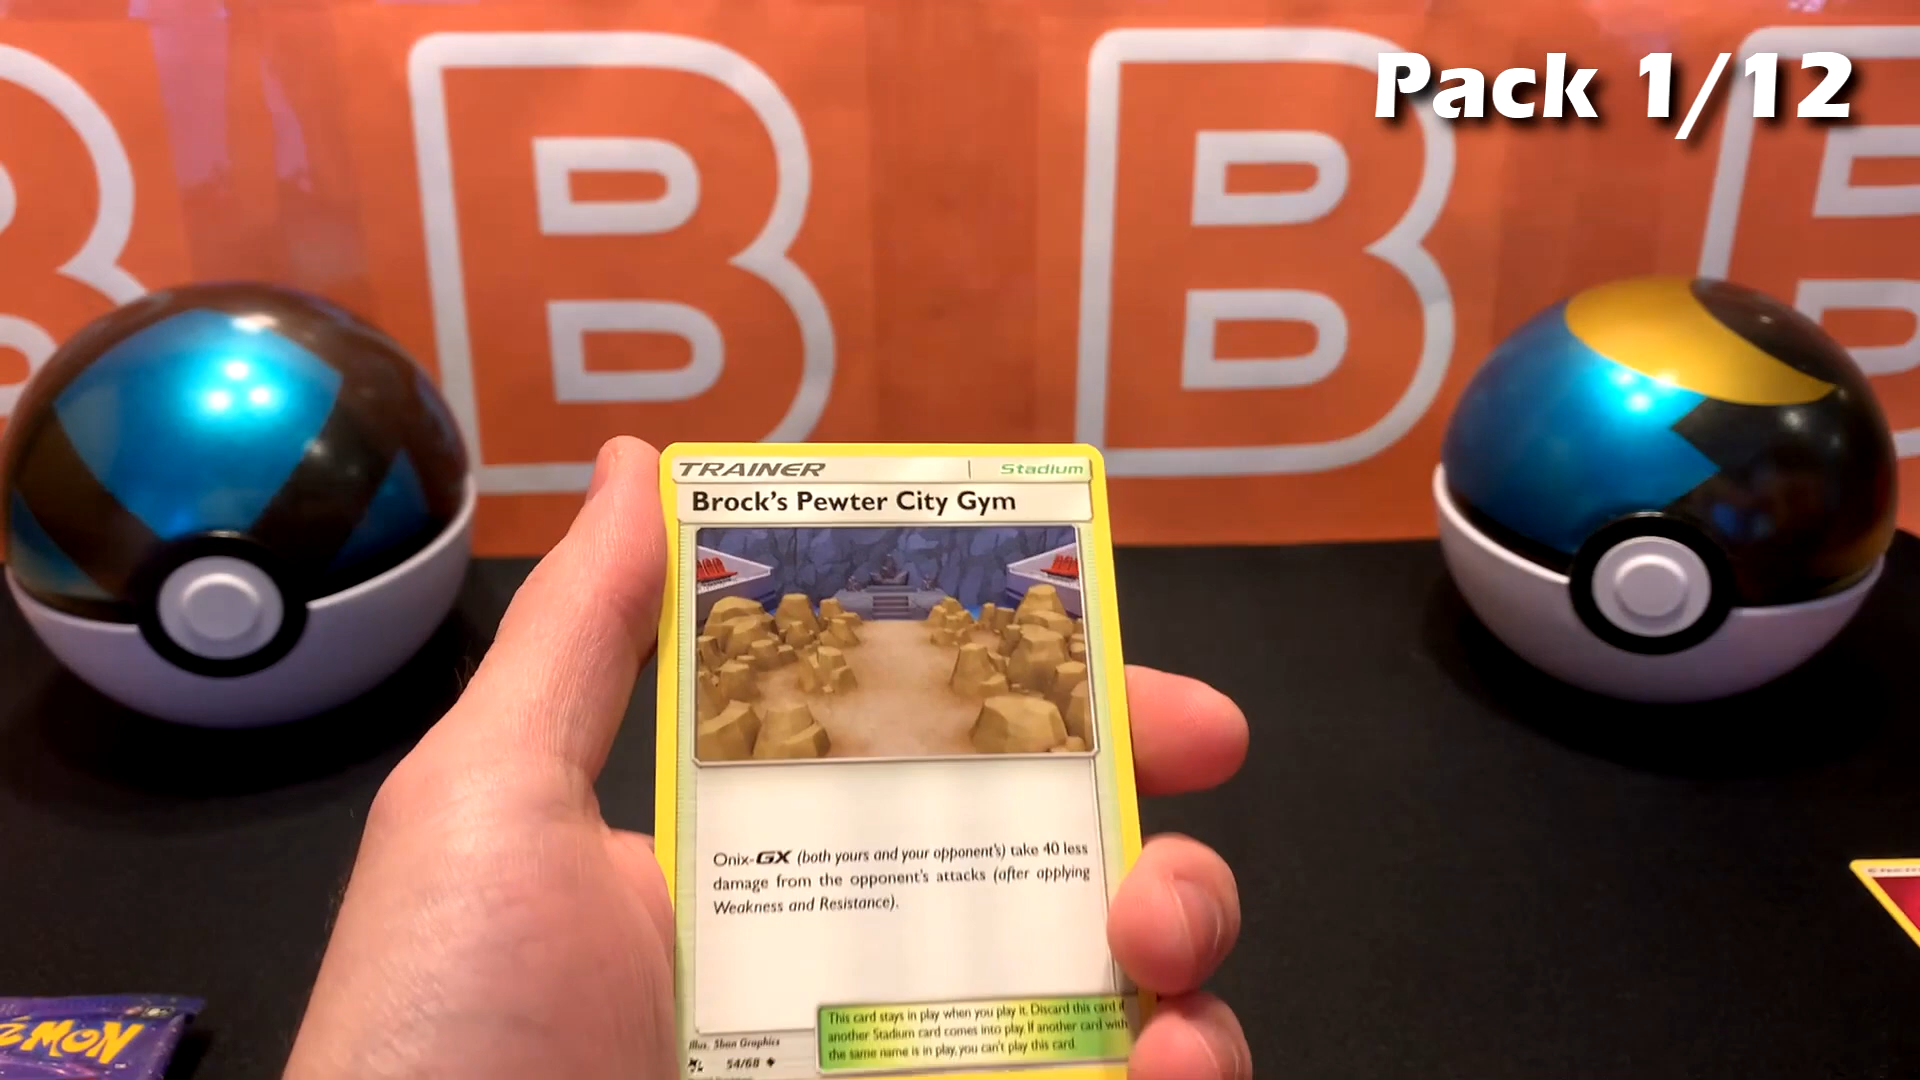 B B B B
Pack 1/12
TRAINER Stadium
Brock's Pewter City Gym
Onix-GX (both yours and your opponent's) take 40 less
damage from the opponent's attacks (after applying
Weakness and Resistance).
This card stays in play when you play it. Discard this card if
another Stadium card comes into play. If another card with
the same name is in play, you can't play this card.
Illus. 5ban Graphics
54/68